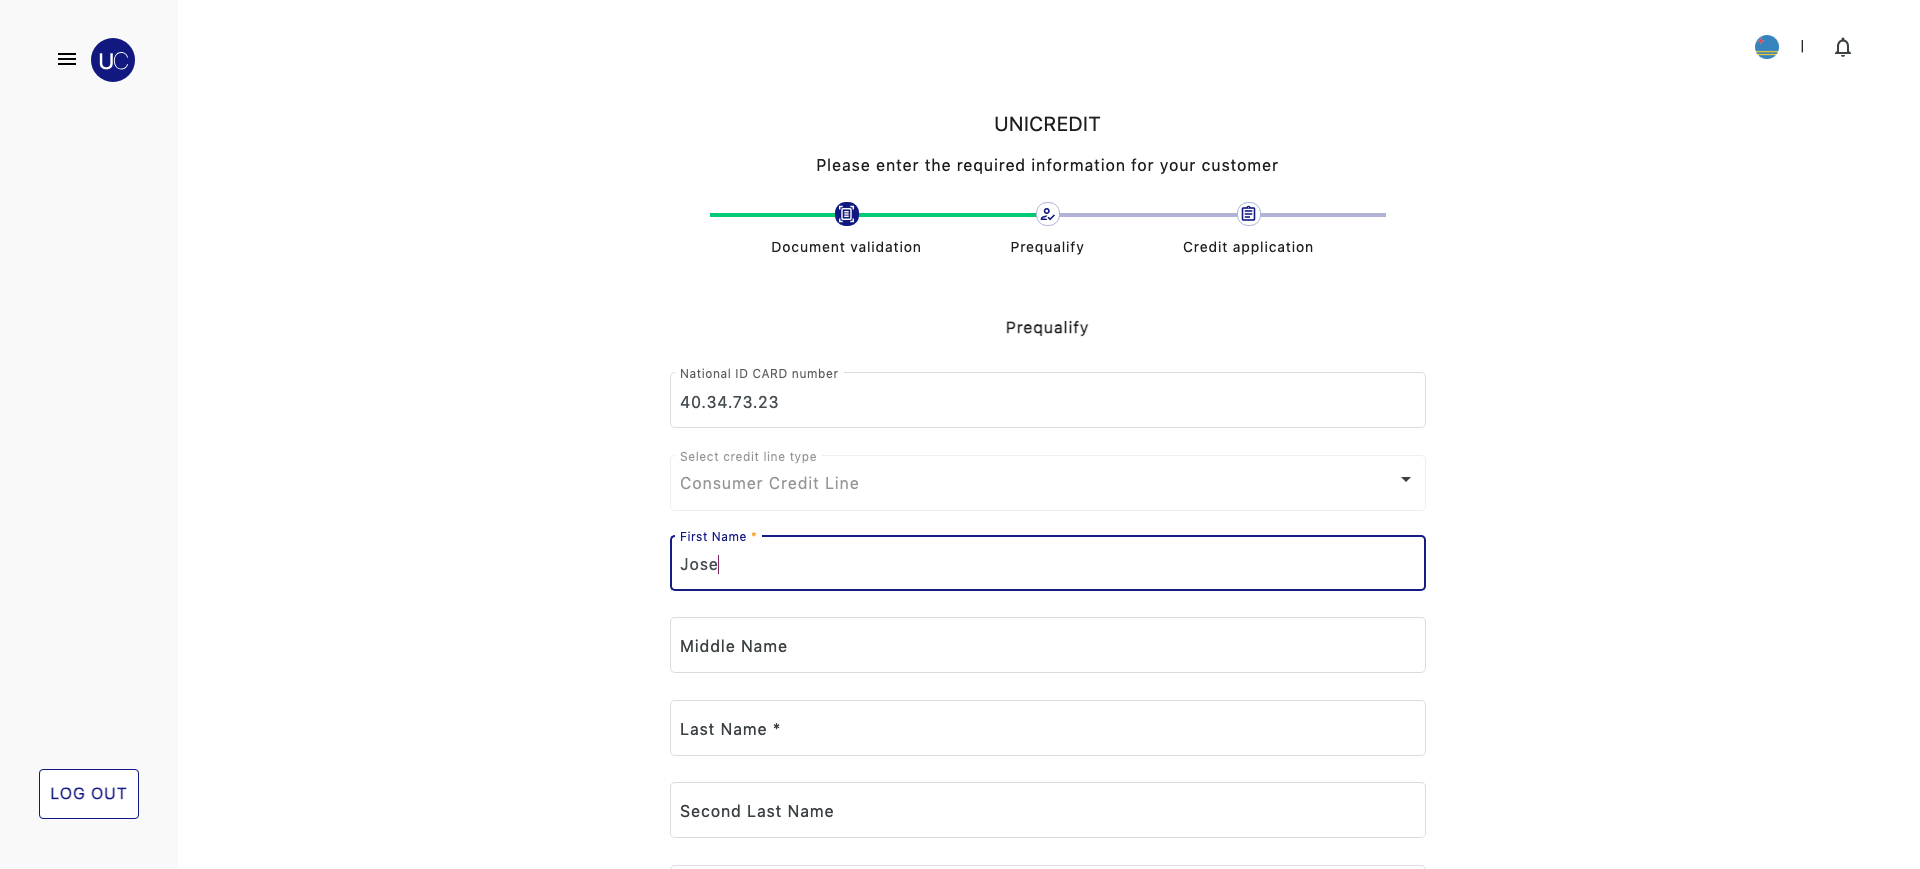 UC
UNICREDIT
Please enter the required information for your customer
Document validation
Prequalify
Credit application
Prequalify
National ID CARD number
40.34.73.23
Select credit line type
Consumer Credit Line
First Name *
Jose
Middle Name
Last Name *
Second Last Name
LOG OUT